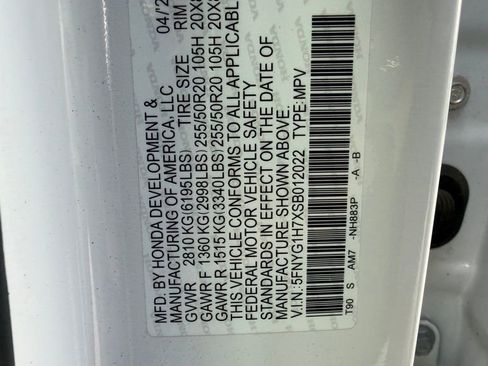 MFD. BY HONDA DEVELOPMENT & 04/2
MANUFACTURING OF AMERICA, LLC
TIRE SIZE RIM
GVWR 2810 KG(6195LBS)
GAWR F 1360 KG(2998LBS) 255/50R20 105H 20X
GAWR R 1515 KG(3340LBS) 255/50R20 105H 20X
THIS VEHICLE CONFORMS TO ALL APPLICABL
FEDERAL MOTOR VEHICLE SAFETY
STANDARDS IN EFFECT ON THE DATE OF
MANUFACTURE SHOWN ABOVE.
V.I.N.: 5FNYG1H7XSB012022 TYPE: MPV
T90 S AM7 -NH883P -A -B